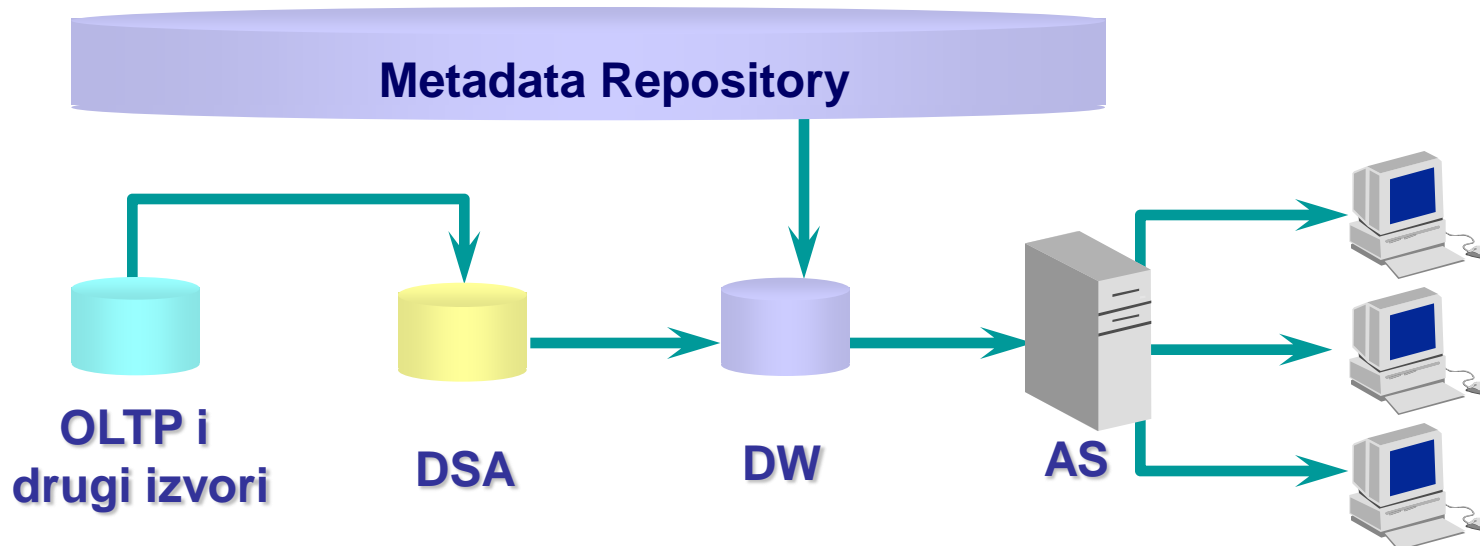 Metadata Repository
OLTP i
drugi izvori
DSA
DW
AS